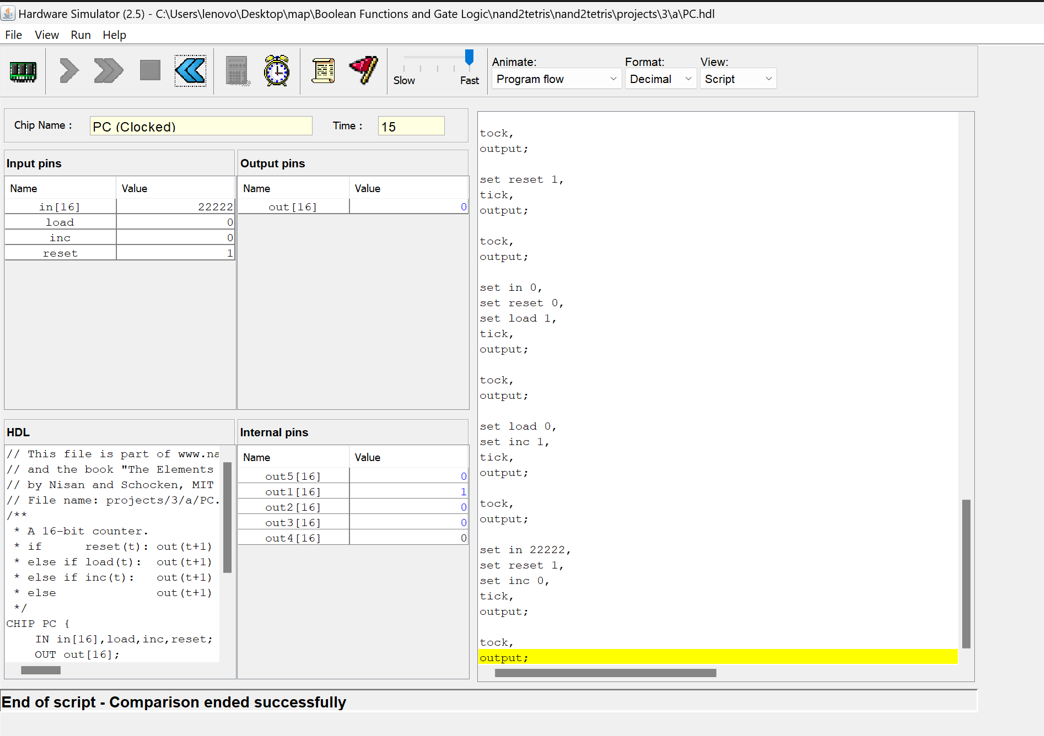 Hardware Simulator (2.5) - C:\Users\lenovo\Desktop\map\Boolean Functions and Gate Logic\nand2tetris\nand2tetris\projects\3\a\PC.hdl
File View Run Help
Slow Fast
Animate: Format: View:
Program flow Decimal Script
Chip Name : PC (Clocked) Time : 15
Input pins
Name Value
in[16] 22222
load 0
inc 0
reset 1
Output pins
Name Value
out[16] 0
HDL
// This file is part of www.na
// and the book "The Elements
// by Nisan and Schocken, MIT
// File name: projects/3/a/PC.
/**
* A 16-bit counter.
* if reset(t): out(t+1)
* else if load(t): out(t+1)
* else if inc(t): out(t+1)
* else out(t+1)
*/
CHIP PC {
IN in[16],load,inc,reset;
OUT out[16];
Internal pins
Name Value
out5[16] 0
out1[16] 1
out2[16] 0
out3[16] 0
out4[16] 0
tock,
output;
set reset 1,
tick,
output;
tock,
output;
set in 0,
set reset 0,
set load 1,
tick,
output;
tock,
output;
set load 0,
set inc 1,
tick,
output;
tock,
output;
set in 22222,
set reset 1,
set inc 0,
tick,
output;
tock,
output;
End of script - Comparison ended successfully